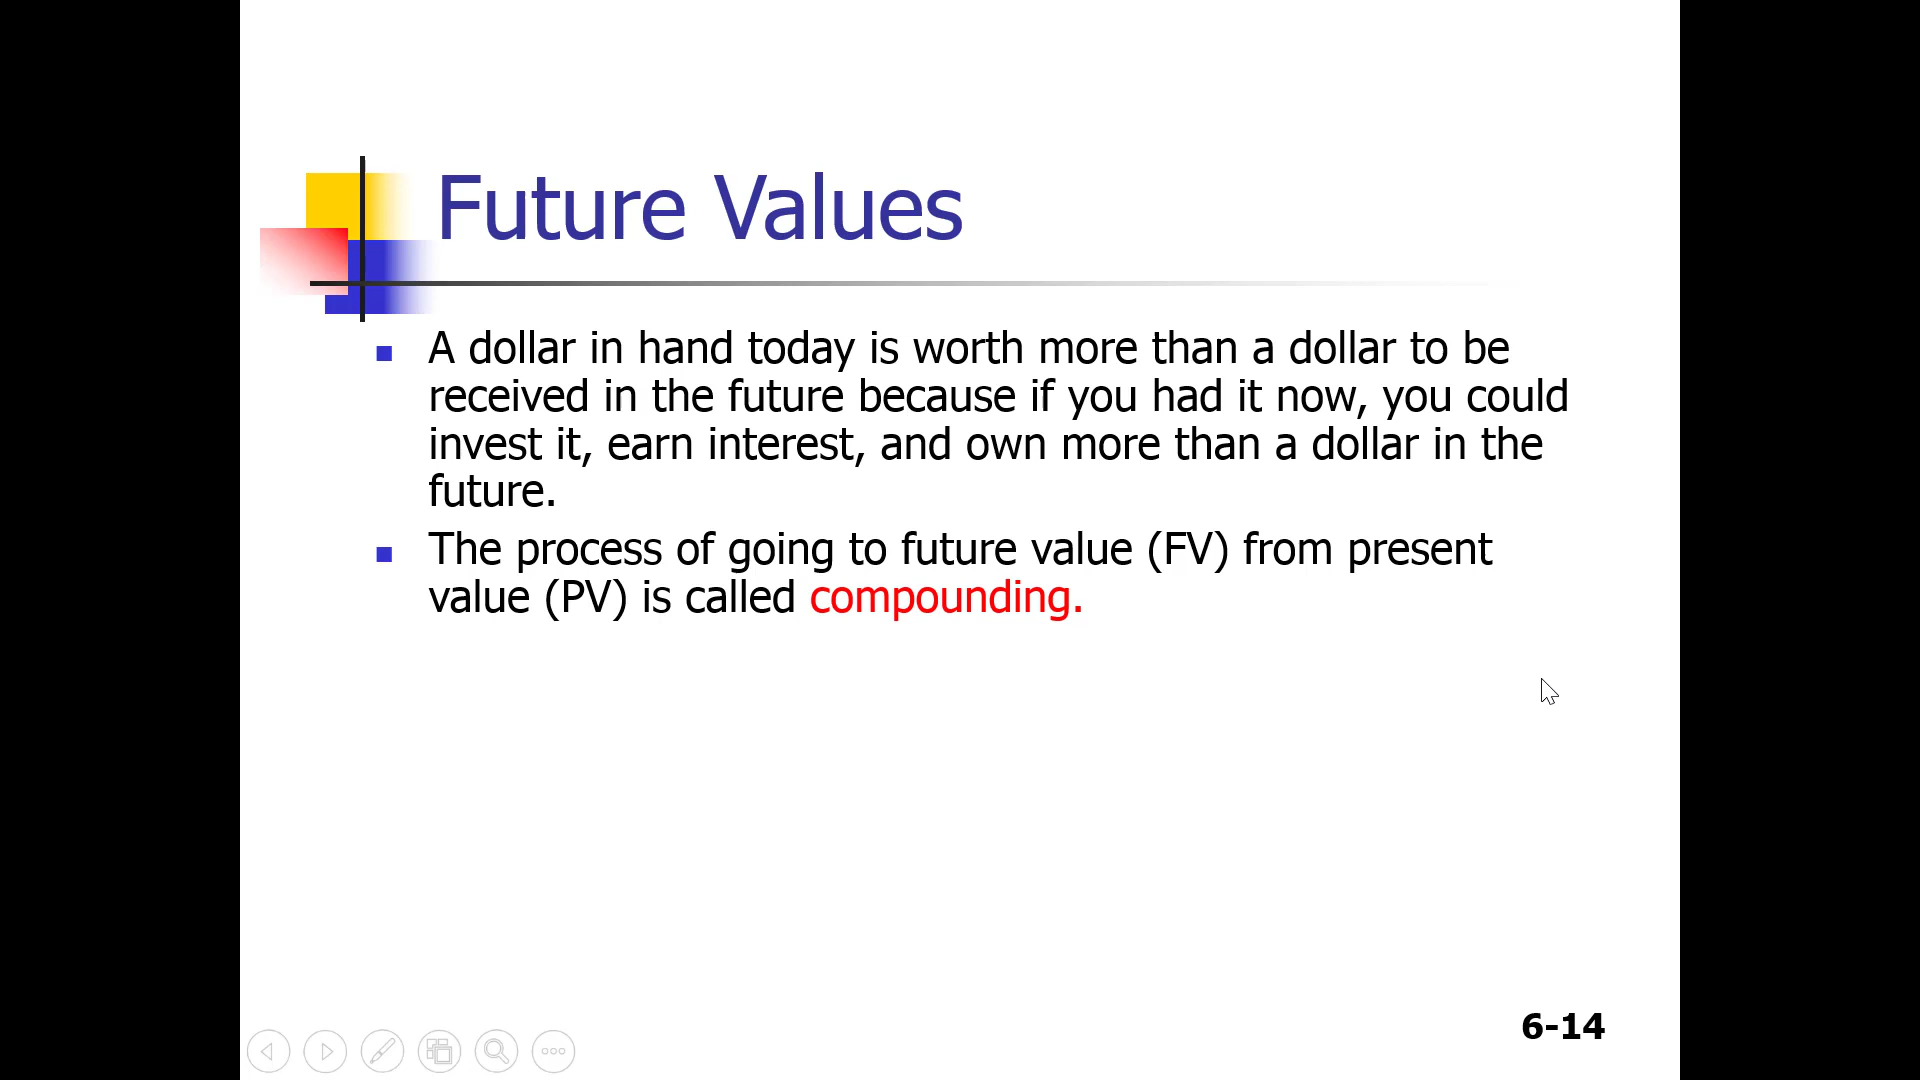 Future Values
A dollar in hand today is worth more than a dollar to be
received in the future because if you had it now, you could
invest it, earn interest, and own more than a dollar in the
future.
The process of going to future value (FV) from present
value (PV) is called compounding.
6-14